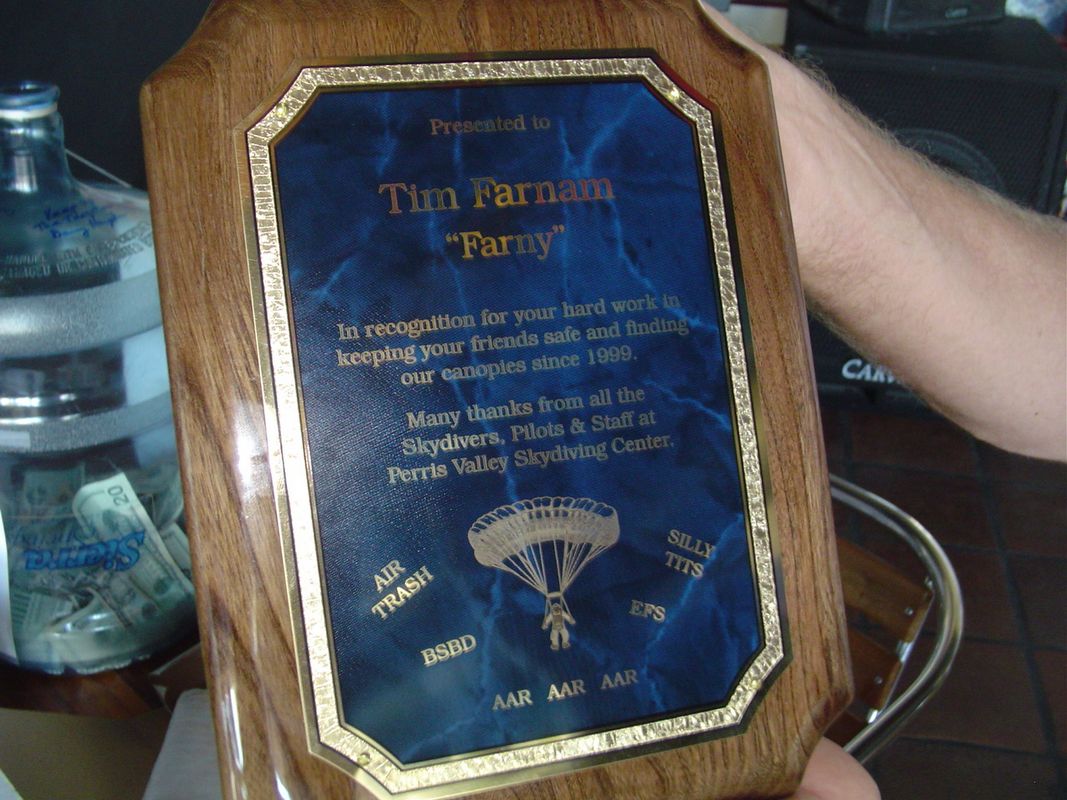 Presented to
Tim Farnam
“Farny”
In recognition for your hard work in
keeping your friends safe and finding
our canopies since 1999.
Many thanks from all the
Skydivers, Pilots & Staff at
Perris Valley Skydiving Center.
AIR
TRASH
BSBD
AAR AAR AAR
EFS
SILLY
TITS
Sierra
20
CARV